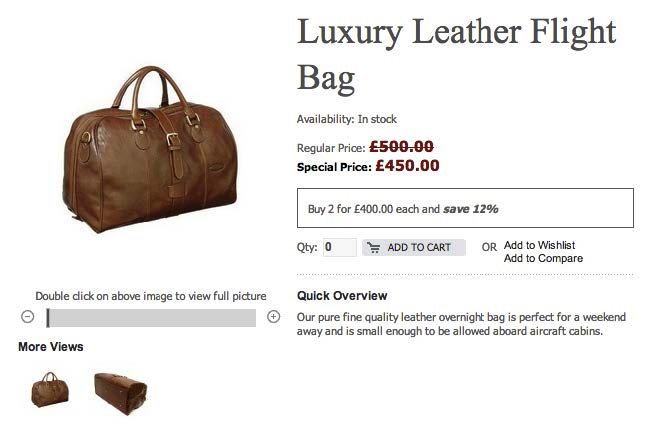 Luxury Leather Flight
Bag
Availability: In stock
Regular Price: £500.00
Special Price: £450.00
Buy 2 for £400.00 each and save 12%
Qty: 0 ADD TO CART OR Add to Wishlist
Add to Compare
Double click on above image to view full picture
Quick Overview
Our pure fine quality leather overnight bag is perfect for a weekend
away and is small enough to be allowed aboard aircraft cabins.
More Views